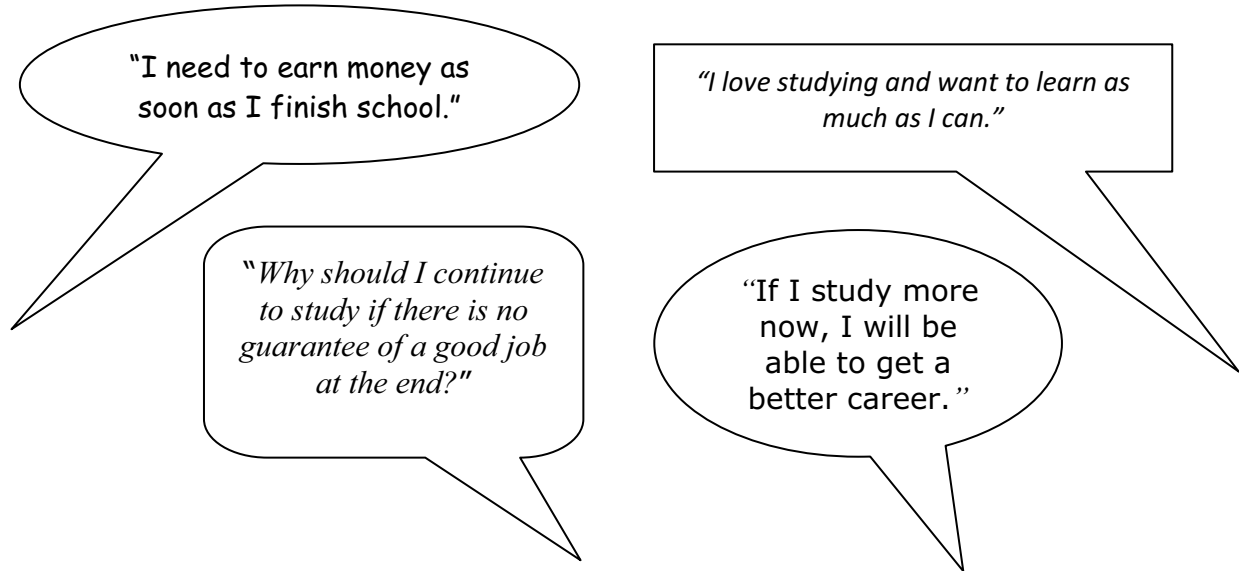 "I need to earn money as
soon as I finish school."
“I love studying and want to learn as
much as I can.”
"Why should I continue
to study if there is no
guarantee of a good job
at the end?"
“If I study more
now, I will be
able to get a
better career.”